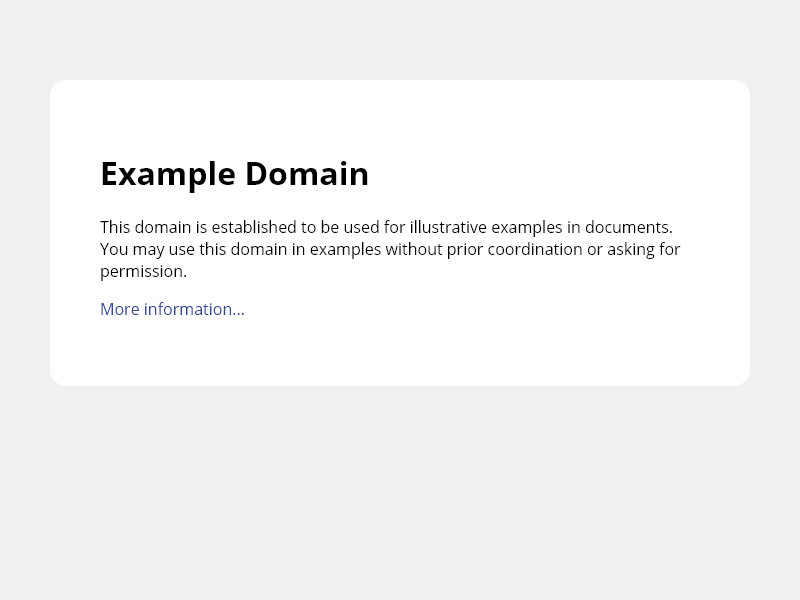 Example Domain
This domain is established to be used for illustrative examples in documents.
You may use this domain in examples without prior coordination or asking for
permission.
More information...